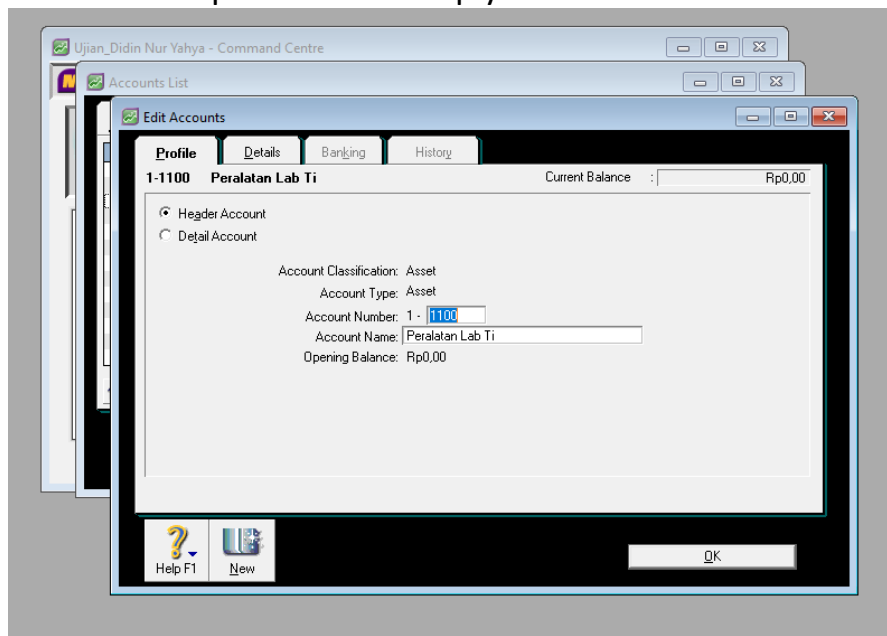 Ujian_Didin Nur Yahya - Command Centre
Accounts List
Edit Accounts
Profile Details Banking History
1-1100 Peralatan Lab Ti Current Balance : Rp0,00
Header Account
Detail Account
Account Classification: Asset
Account Type: Asset
Account Number: 1 - 1100
Account Name: Peralatan Lab Ti
Opening Balance: Rp0,00
Help F1 New OK